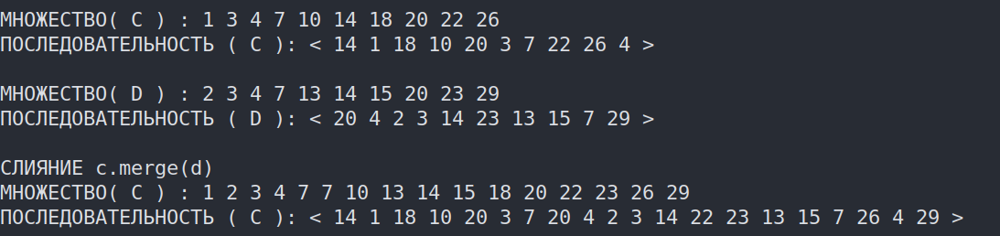 МНОЖЕСТВО( C ) : 1 3 4 7 10 14 18 20 22 26
ПОСЛЕДОВАТЕЛЬНОСТЬ ( C ): < 14 1 18 10 20 3 7 22 26 4 >
МНОЖЕСТВО( D ) : 2 3 4 7 13 14 15 20 23 29
ПОСЛЕДОВАТЕЛЬНОСТЬ ( D ): < 20 4 2 3 14 23 13 15 7 29 >
СЛИЯНИЕ c.merge(d)
МНОЖЕСТВО( C ) : 1 2 3 4 7 7 10 13 14 15 18 20 22 23 26 29
ПОСЛЕДОВАТЕЛЬНОСТЬ ( C ): < 14 1 18 10 20 3 7 20 4 2 3 14 22 23 13 15 7 26 4 29 >